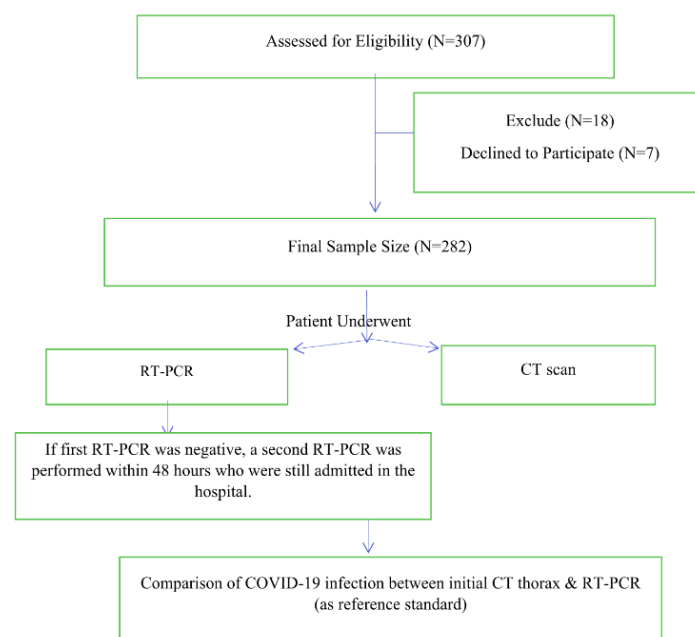 Assessed for Eligibility (N=307)
Exclude (N=18)
Declined to Participate (N=7)
Final Sample Size (N=282)
Patient Underwent
RT-PCR
CT scan
If first RT-PCR was negative, a second RT-PCR was
performed within 48 hours who were still admitted in the
hospital.
Comparison of COVID-19 infection between initial CT thorax & RT-PCR
(as reference standard)